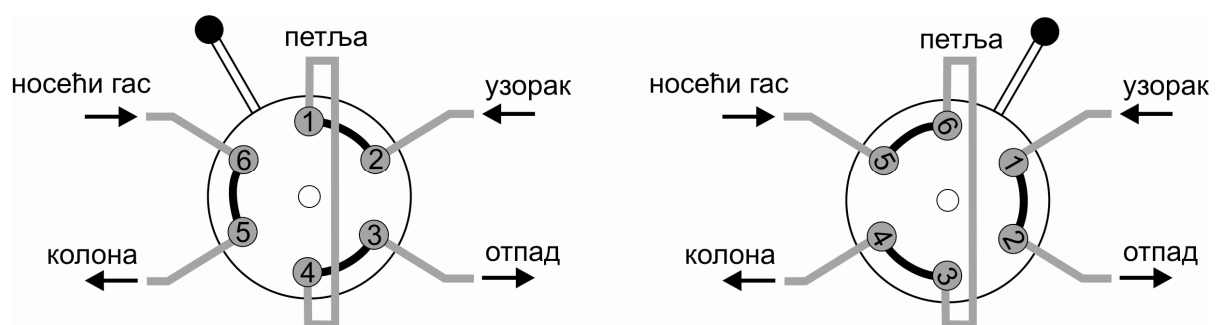 петља
носећи гас
узорак
1
2
6
5
3
4
колона
отпад
петља
носећи гас
узорак
6
5
1
4
2
3
колона
отпад